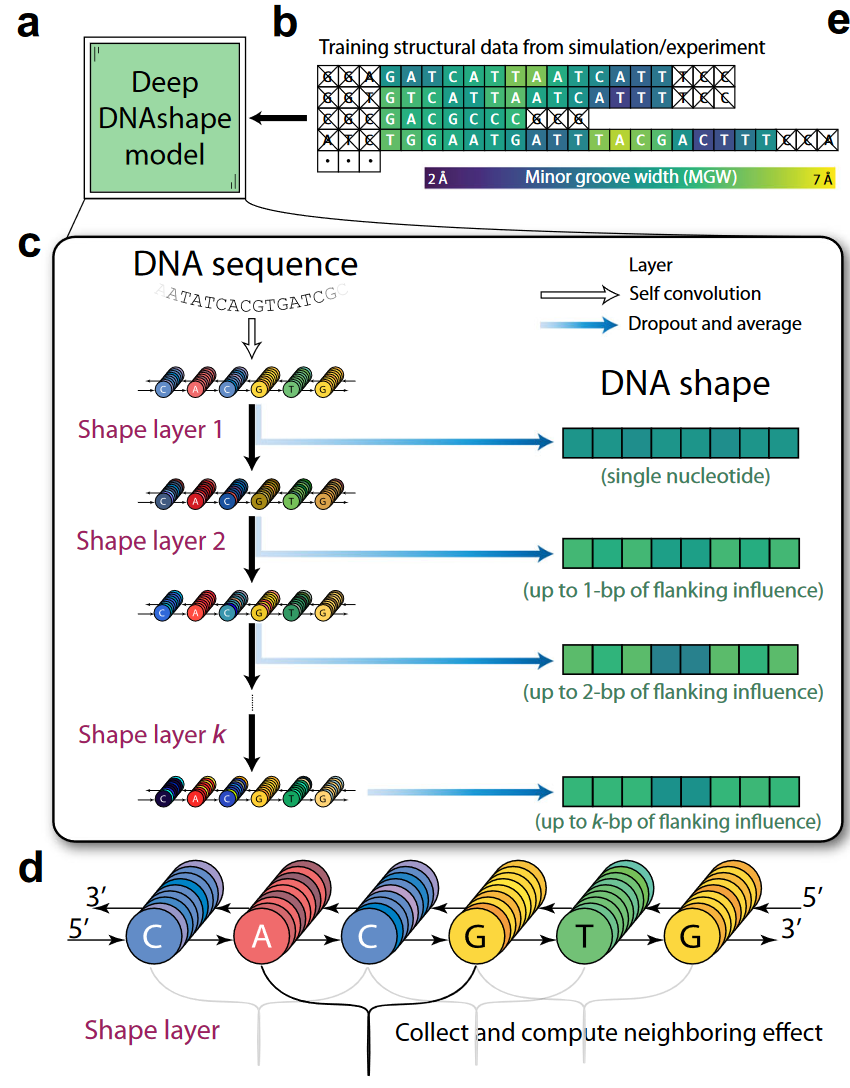 a
b
e
Training structural data from simulation/experiment
G G A G A T C A T T A A T C A T T T C C
G G T G T C A T T A A T C A T T T T C C
C G C G A C G C C C G C G
A T C T G G A A T G A T T T A C G A C T T T C C A
· · ·
2 Å Minor groove width (MGW) 7 Å
Deep
DNAshape
model
c
DNA sequence
AATATCACGTGATCGC
Layer
Self convolution
Dropout and average
DNA shape
C A C G T G
Shape layer 1
(single nucleotide)
C A C G T G
Shape layer 2
(up to 1-bp of flanking influence)
C A C G T G
(up to 2-bp of flanking influence)
Shape layer k
C A C G T G
(up to k-bp of flanking influence)
d
3′ 5′
5′ C A C G T G 3′
Shape layer
Collect and compute neighboring effect